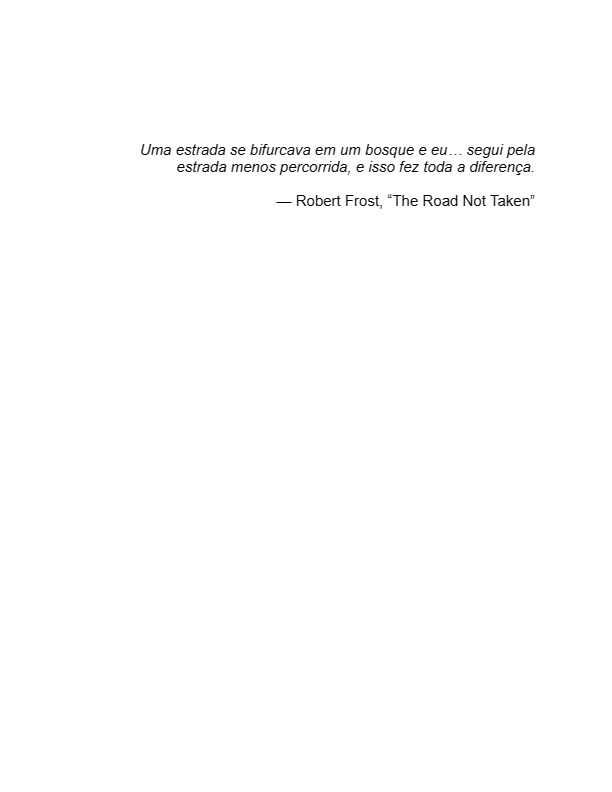 Uma estrada se bifurcava em um bosque e eu… segui pela
estrada menos percorrida, e isso fez toda a diferença.
— Robert Frost, “The Road Not Taken”